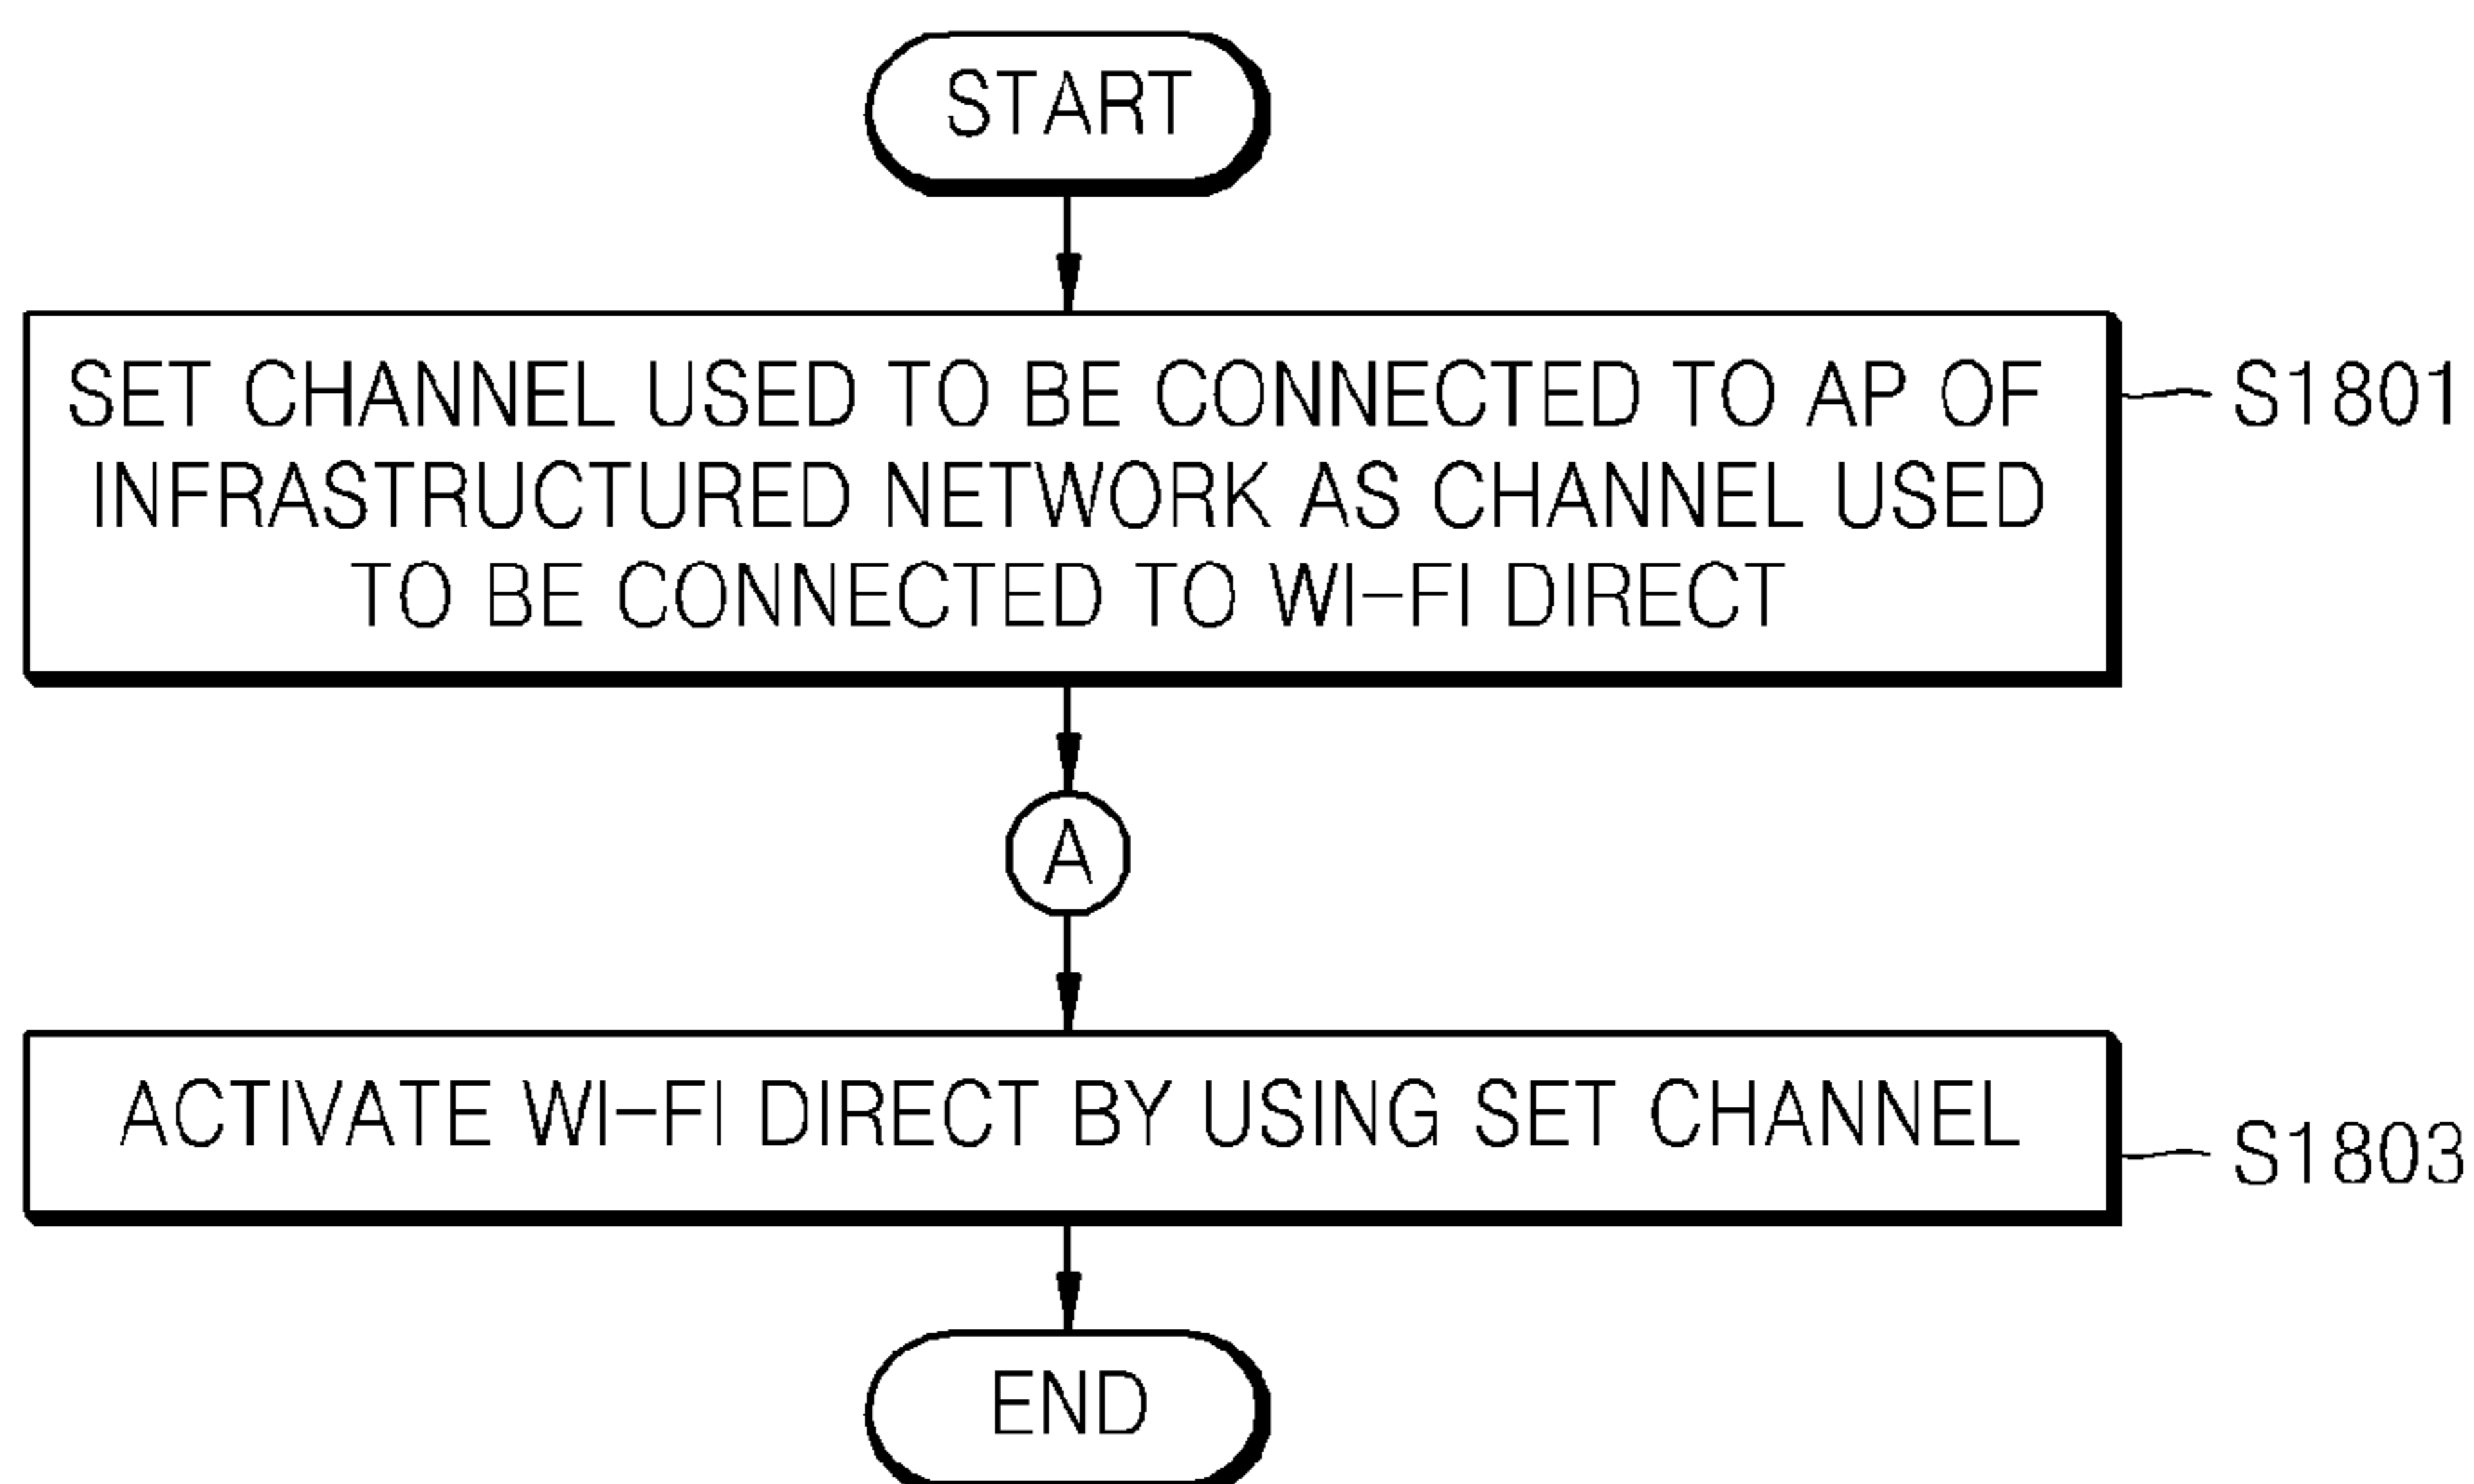 START
SET CHANNEL USED TO BE CONNECTED TO AP OF
INFRASTRUCTURED NETWORK AS CHANNEL USED
TO BE CONNECTED TO WI-FI DIRECT
S1801
A
ACTIVATE WI-FI DIRECT BY USING SET CHANNEL
S1803
END